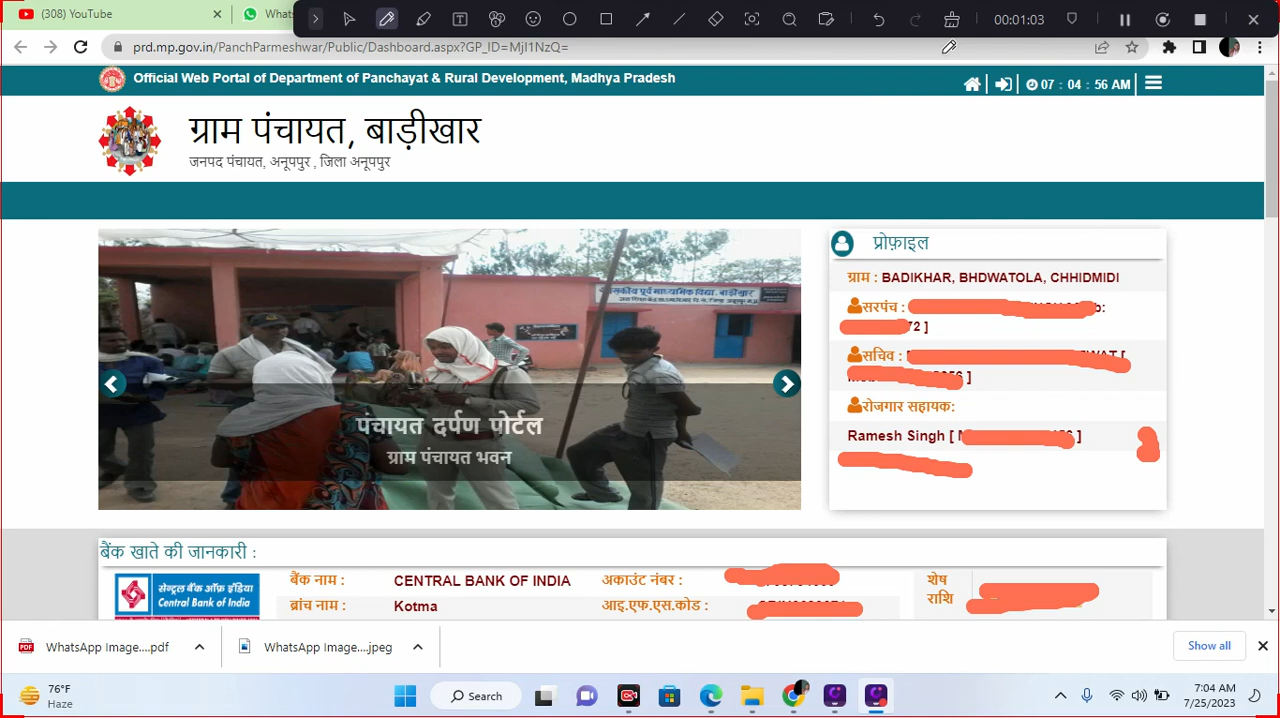 (308) YouTube
Whats
00:01:03
prd.mp.gov.in/PanchParmeshwar/Public/Dashboard.aspx?GP_ID=MjI1NzQ=
Official Web Portal of Department of Panchayat & Rural Development, Madhya Pradesh
07 : 04 : 56 AM
ग्राम पंचायत, बाड़ीखार
जनपद पंचायत, अनूपपुर , जिला अनूपपुर
पंचायत दर्पण पोर्टल
ग्राम पंचायत भवन
प्रोफ़ाइल
ग्राम : BADIKHAR, BHDWATOLA, CHHIDMIDI
सरपंच :
72 ]
सचिव :
]
रोजगार सहायक:
Ramesh Singh [ ]
बैंक खाते की जानकारी :
सेन्ट्रल बैंक ऑफ़ इंडिया
Central Bank of India
बैंक नाम : CENTRAL BANK OF INDIA अकाउंट नंबर :
ब्रांच नाम : Kotma आइ.एफ.एस.कोड :
शेष
राशि
WhatsApp Image....pdf
WhatsApp Image....jpeg
Show all
76°F
Haze
Search
7:04 AM
7/25/2023